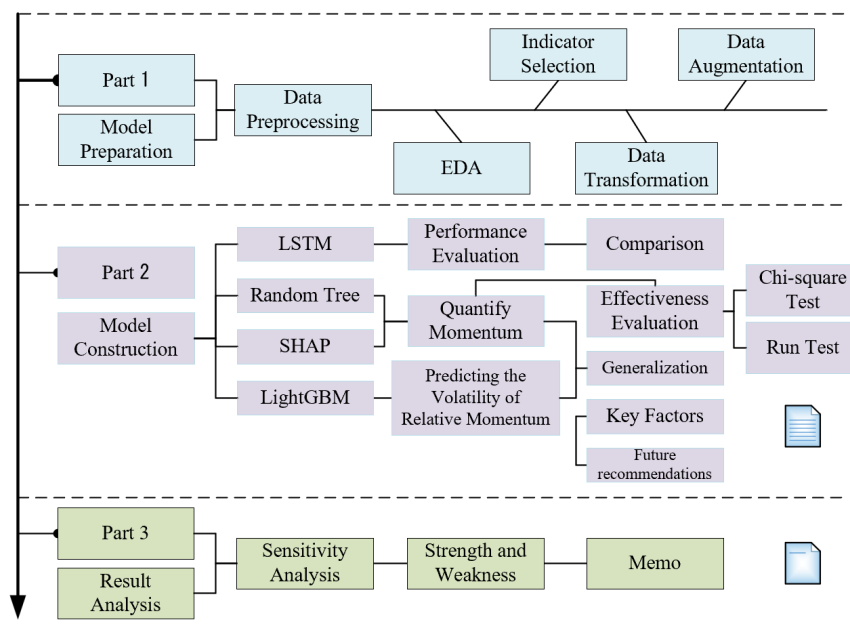 Part 1
Model
Preparation
Data
Preprocessing
Indicator
Selection
Data
Augmentation
EDA
Data
Transformation
Part 2
Model
Construction
LSTM
Performance
Evaluation
Comparison
Random Tree
SHAP
Quantify
Momentum
Effectiveness
Evaluation
Chi-square
Test
Run Test
LightGBM
Predicting the
Volatility of
Relative Momentum
Generalization
Key Factors
Future
recommendations
Part 3
Result
Analysis
Sensitivity
Analysis
Strength and
Weakness
Memo